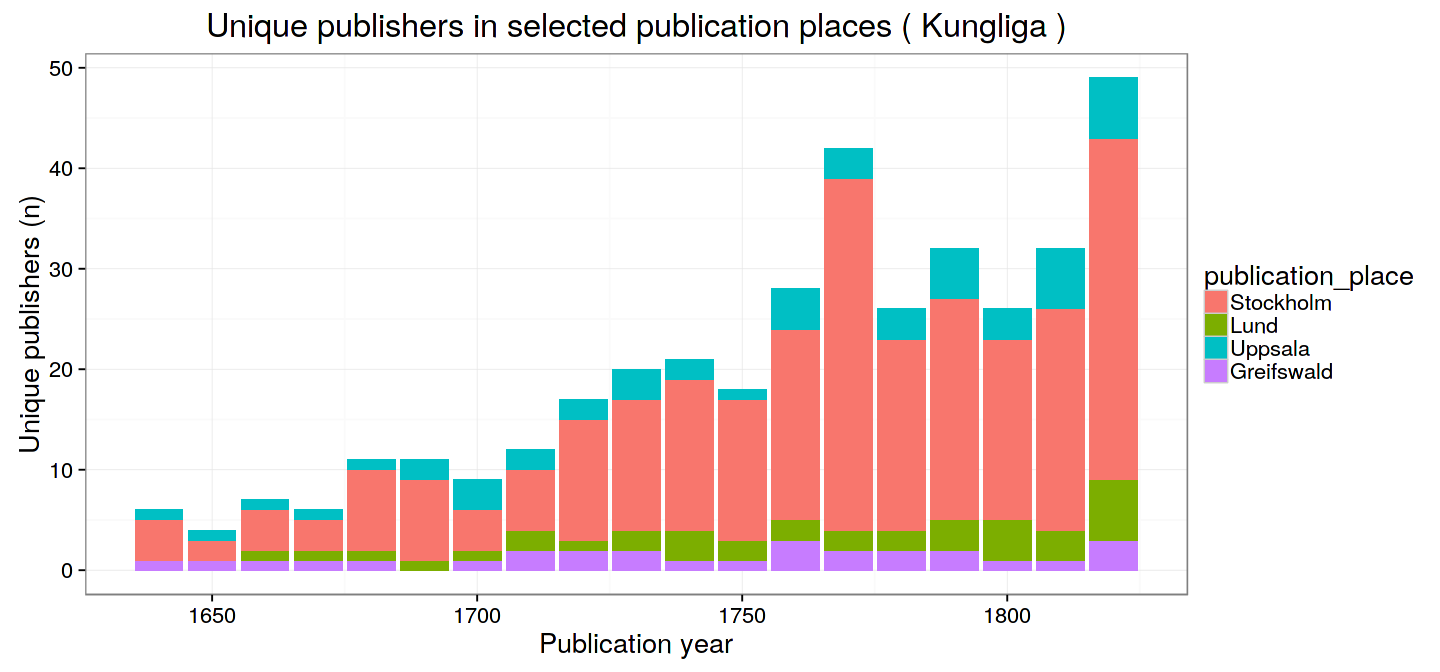 Unique publishers in selected publication places ( Kungliga )
Unique publishers (n)
50
40
30
20
10
0
1650 1700 1750 1800
Publication year
publication_place
Stockholm
Lund
Uppsala
Greifswald